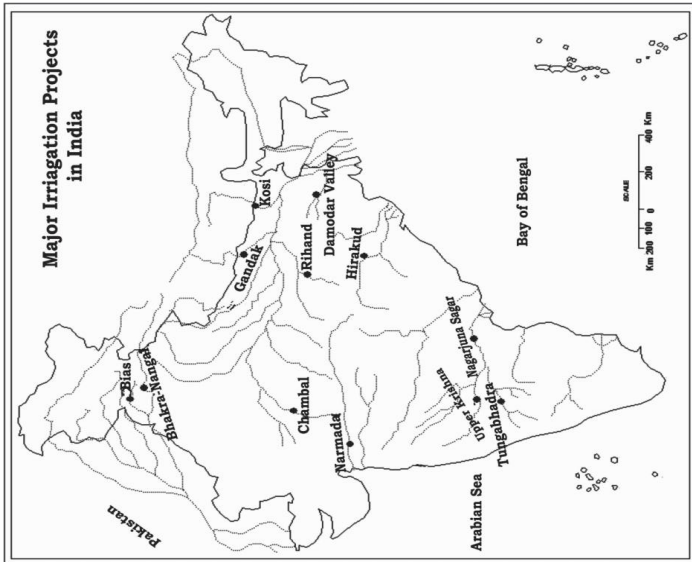 Major Irriagation Projects
in India
Pakistan
Bias
Bhakra-Nangal
Gandak
Kosi
Rihand
Damodar Valley
Chambal
Hirakud
Narmada
Upper Krishna
Nagarjuna Sagar
Tungabhadra
Arabian Sea
Bay of Bengal
SCALE
Km 200 100 0 200 400 Km